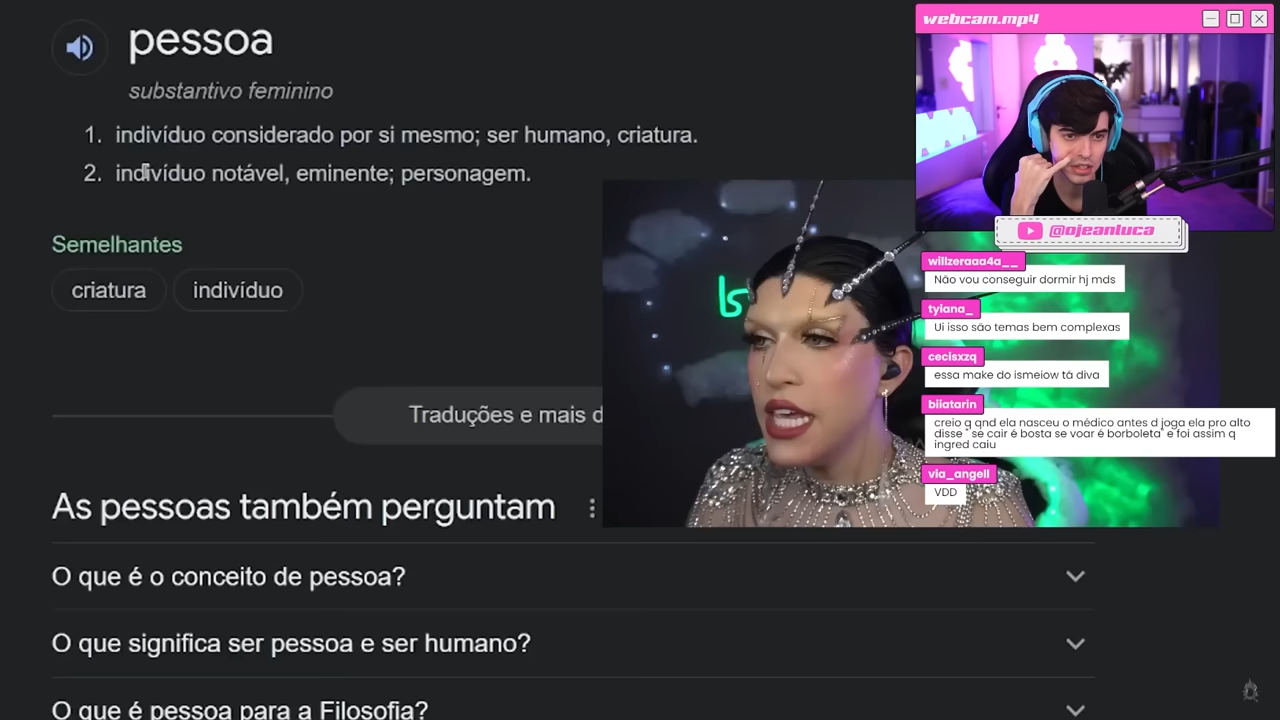 pessoa
substantivo feminino
1. indivíduo considerado por si mesmo; ser humano, criatura.
2. indivíduo notável, eminente; personagem.
Semelhantes
criatura
indivíduo
Traduções e mais d
As pessoas também perguntam
O que é o conceito de pessoa?
O que significa ser pessoa e ser humano?
O que é pessoa para a Filosofia?
webcam.mp4
@ojeanluca
willzeraaa4a__
Não vou conseguir dormir hj mds
tyiana_
Ui isso são temas bem complexas
cecisxzq
essa make do ismeiow tá diva
biiatarin
creio q qnd ela nasceu o médico antes d joga ela pro alto
disse " se cair é bosta se voar é borboleta" e foi assim q
ingred caiu
via_angell
VDD